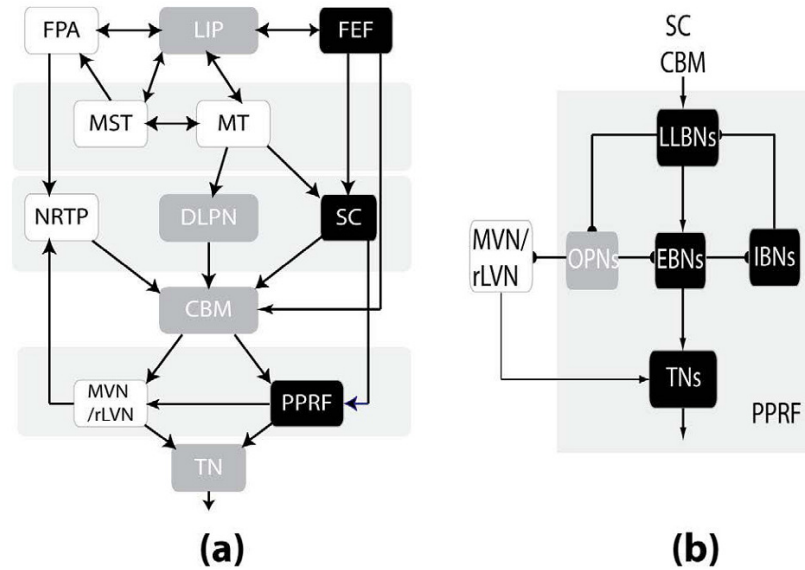 FPA LIP FEF
MST MT
NRTP DLPN SC
CBM
MVN
/rLVN
PPRF
TN
(a)
SC
CBM
LLBNs
MVN/
rLVN
OPNs EBNs IBNs
TNs
PPRF
(b)